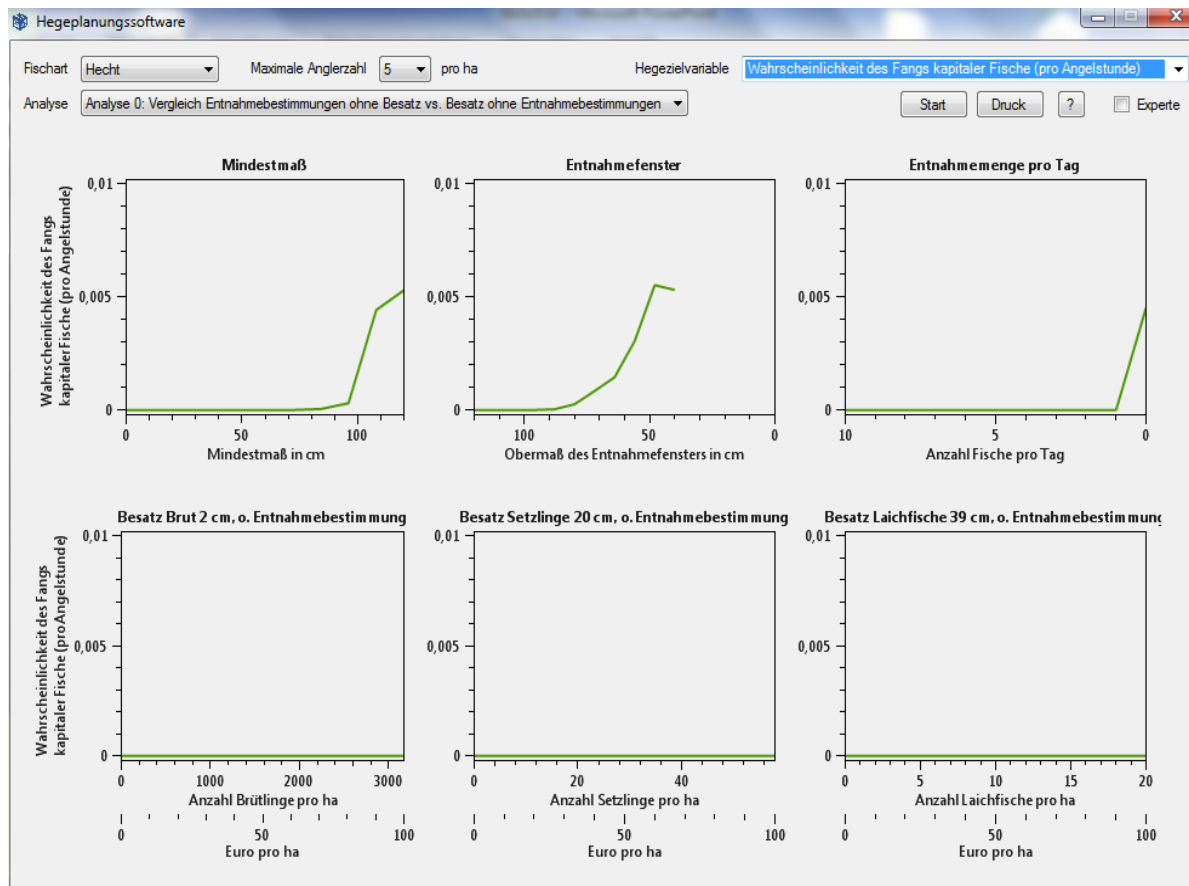 Hegeplanungssoftware
Fischart Hecht Maximale Anglerzahl 5 pro ha Hegezielvariable Wahrscheinlichkeit des Fangs kapitaler Fische (pro Angelstunde)
Analyse Analyse 0: Vergleich Entnahmebestimmungen ohne Besatz vs. Besatz ohne Entnahmebestimmungen Start Druck ? Experte
Mindestmaß
Wahrscheinlichkeit des Fangs
kapitaler Fische (pro Angelstunde)
0,01
0,005
0
0 50 100
Mindestmaß in cm
Entnahmefenster
0,01
0,005
0
100 50 0
Obermaß des Entnahmefensters in cm
Entnahmemenge pro Tag
0,01
0,005
0
10 5 0
Anzahl Fische pro Tag
Besatz Brut 2 cm, o. Entnahmebestimmung
Wahrscheinlichkeit des Fangs
kapitaler Fische (pro Angelstunde)
0,01
0,005
0
0 1000 2000 3000
Anzahl Brütlinge pro ha
0 50 100
Euro pro ha
Besatz Setzlinge 20 cm, o. Entnahmebestimmung
0,01
0,005
0
0 20 40
Anzahl Setzlinge pro ha
0 50 100
Euro pro ha
Besatz Laichfische 39 cm, o. Entnahmebestimmung
0,01
0,005
0
0 5 10 15 20
Anzahl Laichfische pro ha
0 50 100
Euro pro ha